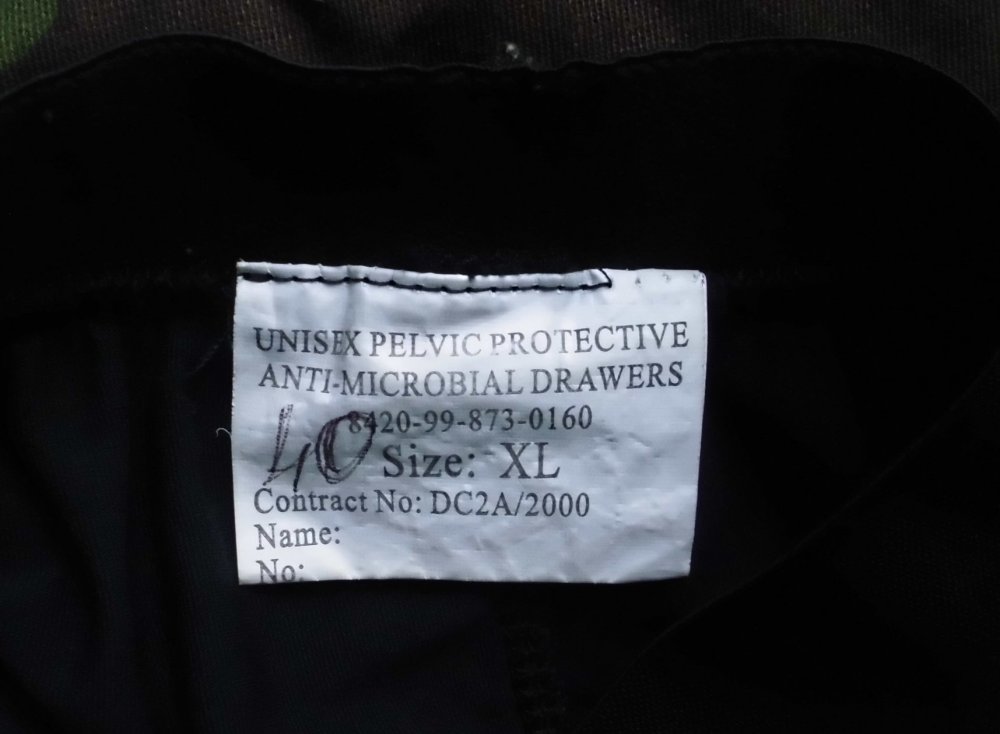 UNISEX PELVIC PROTECTIVE
ANTI-MICROBIAL DRAWERS
8420-99-873-0160
40 Size: XL
Contract No: DC2A/2000
Name:
No: